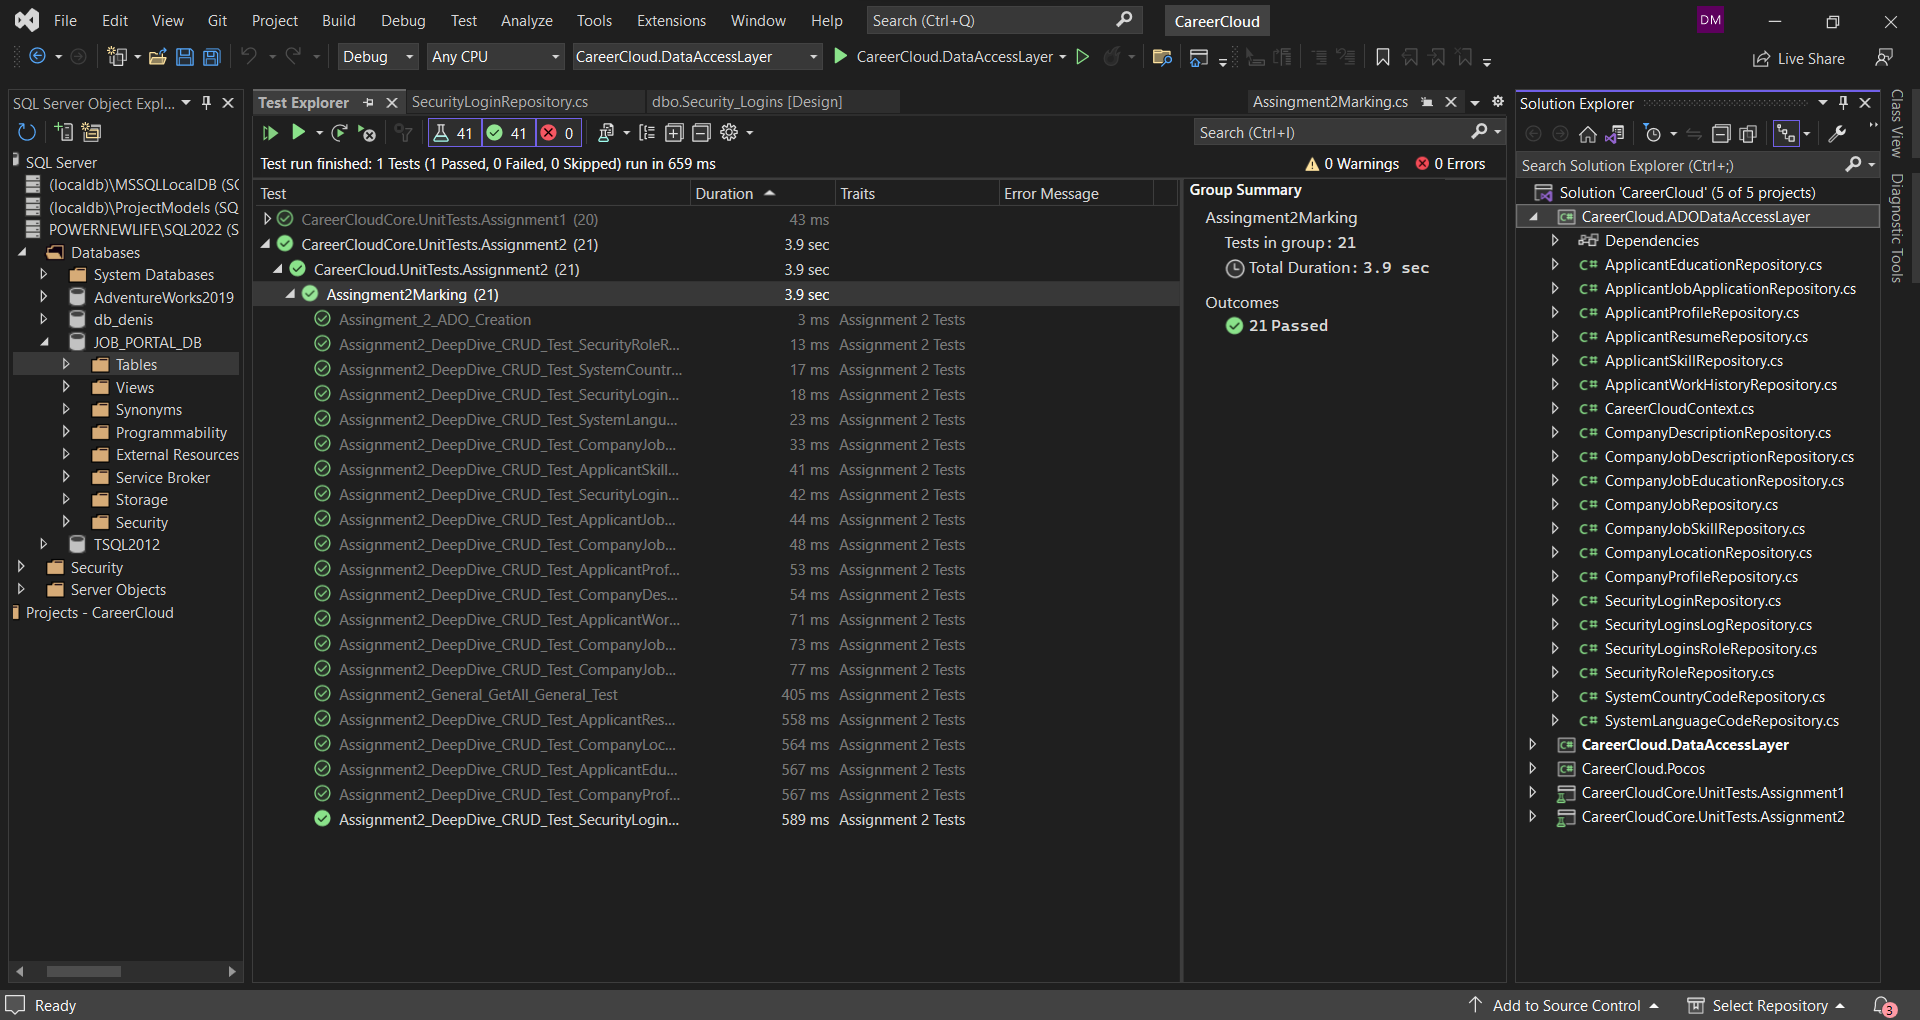 File Edit View Git Project Build Debug Test Analyze Tools Extensions Window Help Search (Ctrl+Q) CareerCloud DM
Debug Any CPU CareerCloud.DataAccessLayer CareerCloud.DataAccessLayer Live Share
SQL Server Object Expl...
SQL Server
(localdb)\MSSQLLocalDB (SQ
(localdb)\ProjectModels (SQ
POWERNEWLIFE\SQL2022 (S
Databases
System Databases
AdventureWorks2019
db_denis
JOB_PORTAL_DB
Tables
Views
Synonyms
Programmability
External Resources
Service Broker
Storage
Security
TSQL2012
Security
Server Objects
Projects - CareerCloud
Test Explorer SecurityLoginRepository.cs dbo.Security_Logins [Design] Assingment2Marking.cs
41 41 0 Search (Ctrl+I)
Test run finished: 1 Tests (1 Passed, 0 Failed, 0 Skipped) run in 659 ms 0 Warnings 0 Errors
Test Duration Traits Error Message
CareerCloudCore.UnitTests.Assignment1 (20) 43 ms
CareerCloudCore.UnitTests.Assignment2 (21) 3.9 sec
CareerCloud.UnitTests.Assignment2 (21) 3.9 sec
Assingment2Marking (21) 3.9 sec
Assingment_2_ADO_Creation 3 ms Assignment 2 Tests
Assignment2_DeepDive_CRUD_Test_SecurityRoleR... 13 ms Assignment 2 Tests
Assignment2_DeepDive_CRUD_Test_SystemCountr... 17 ms Assignment 2 Tests
Assignment2_DeepDive_CRUD_Test_SecurityLogin... 18 ms Assignment 2 Tests
Assignment2_DeepDive_CRUD_Test_SystemLangu... 23 ms Assignment 2 Tests
Assignment2_DeepDive_CRUD_Test_CompanyJob... 33 ms Assignment 2 Tests
Assignment2_DeepDive_CRUD_Test_ApplicantSkill... 41 ms Assignment 2 Tests
Assignment2_DeepDive_CRUD_Test_SecurityLogin... 42 ms Assignment 2 Tests
Assignment2_DeepDive_CRUD_Test_ApplicantJob... 44 ms Assignment 2 Tests
Assignment2_DeepDive_CRUD_Test_CompanyJob... 48 ms Assignment 2 Tests
Assignment2_DeepDive_CRUD_Test_ApplicantProf... 53 ms Assignment 2 Tests
Assignment2_DeepDive_CRUD_Test_CompanyDes... 54 ms Assignment 2 Tests
Assignment2_DeepDive_CRUD_Test_ApplicantWor... 71 ms Assignment 2 Tests
Assignment2_DeepDive_CRUD_Test_CompanyJob... 73 ms Assignment 2 Tests
Assignment2_DeepDive_CRUD_Test_CompanyJob... 77 ms Assignment 2 Tests
Assignment2_General_GetAll_General_Test 405 ms Assignment 2 Tests
Assignment2_DeepDive_CRUD_Test_ApplicantRes... 558 ms Assignment 2 Tests
Assignment2_DeepDive_CRUD_Test_CompanyLoc... 564 ms Assignment 2 Tests
Assignment2_DeepDive_CRUD_Test_ApplicantEdu... 567 ms Assignment 2 Tests
Assignment2_DeepDive_CRUD_Test_CompanyProf... 567 ms Assignment 2 Tests
Assignment2_DeepDive_CRUD_Test_SecurityLogin... 589 ms Assignment 2 Tests
Group Summary
Assingment2Marking
Tests in group: 21
Total Duration: 3.9 sec
Outcomes
21 Passed
Solution Explorer
Search Solution Explorer (Ctrl+;)
Solution 'CareerCloud' (5 of 5 projects)
C# CareerCloud.ADODataAccessLayer
Dependencies
C# ApplicantEducationRepository.cs
C# ApplicantJobApplicationRepository.cs
C# ApplicantProfileRepository.cs
C# ApplicantResumeRepository.cs
C# ApplicantSkillRepository.cs
C# ApplicantWorkHistoryRepository.cs
C# CareerCloudContext.cs
C# CompanyDescriptionRepository.cs
C# CompanyJobDescriptionRepository.cs
C# CompanyJobEducationRepository.cs
C# CompanyJobRepository.cs
C# CompanyJobSkillRepository.cs
C# CompanyLocationRepository.cs
C# CompanyProfileRepository.cs
C# SecurityLoginRepository.cs
C# SecurityLoginsLogRepository.cs
C# SecurityLoginsRoleRepository.cs
C# SecurityRoleRepository.cs
C# SystemCountryCodeRepository.cs
C# SystemLanguageCodeRepository.cs
C# CareerCloud.DataAccessLayer
C# CareerCloud.Pocos
CareerCloudCore.UnitTests.Assignment1
CareerCloudCore.UnitTests.Assignment2
Class View
Diagnostic Tools
Ready Add to Source Control Select Repository 3